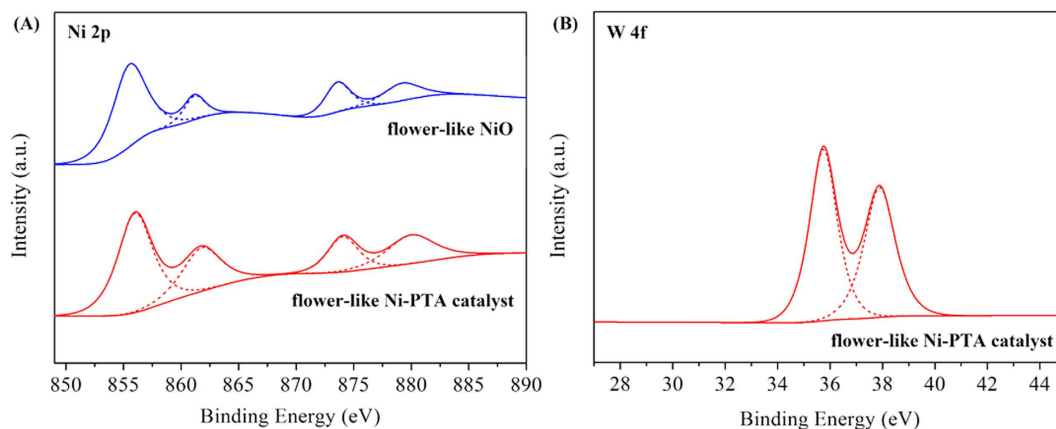 (A)
Ni 2p
flower-like NiO
flower-like Ni-PTA catalyst
Intensity (a.u.)
850 855 860 865 870 875 880 885 890
Binding Energy (eV)
(B)
W 4f
flower-like Ni-PTA catalyst
Intensity (a.u.)
28 30 32 34 36 38 40 42 44
Binding Energy (eV)